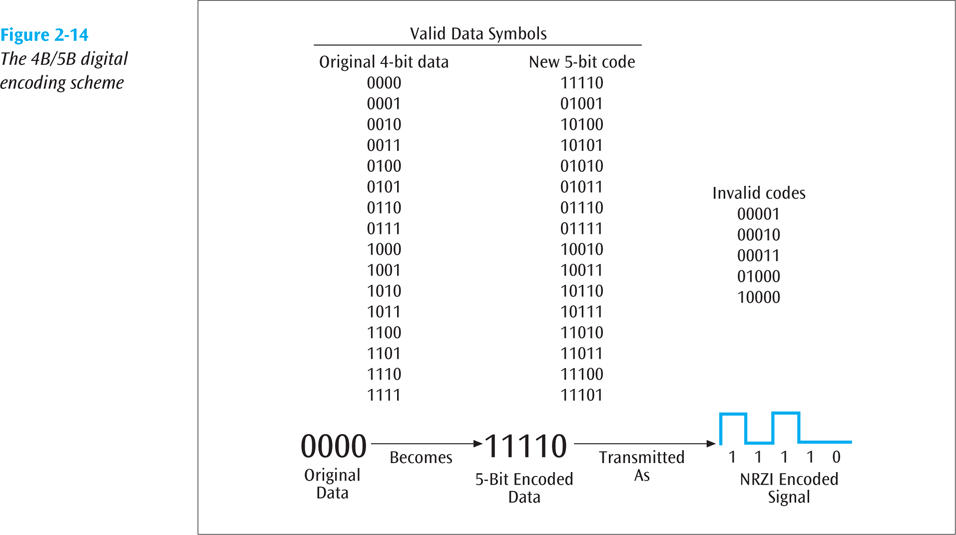 Figure 2-14
The 4B/5B digital
encoding scheme
Valid Data Symbols
Original 4-bit data New 5-bit code
0000 11110
0001 01001
0010 10100
0011 10101
0100 01010
0101 01011
0110 01110
0111 01111
1000 10010
1001 10011
1010 10110
1011 10111
1100 11010
1101 11011
1110 11100
1111 11101
Invalid codes
00001
00010
00011
01000
10000
0000 Becomes 11110 Transmitted As 1 1 1 1 0
Original
Data
5-Bit Encoded
Data
NRZI Encoded
Signal